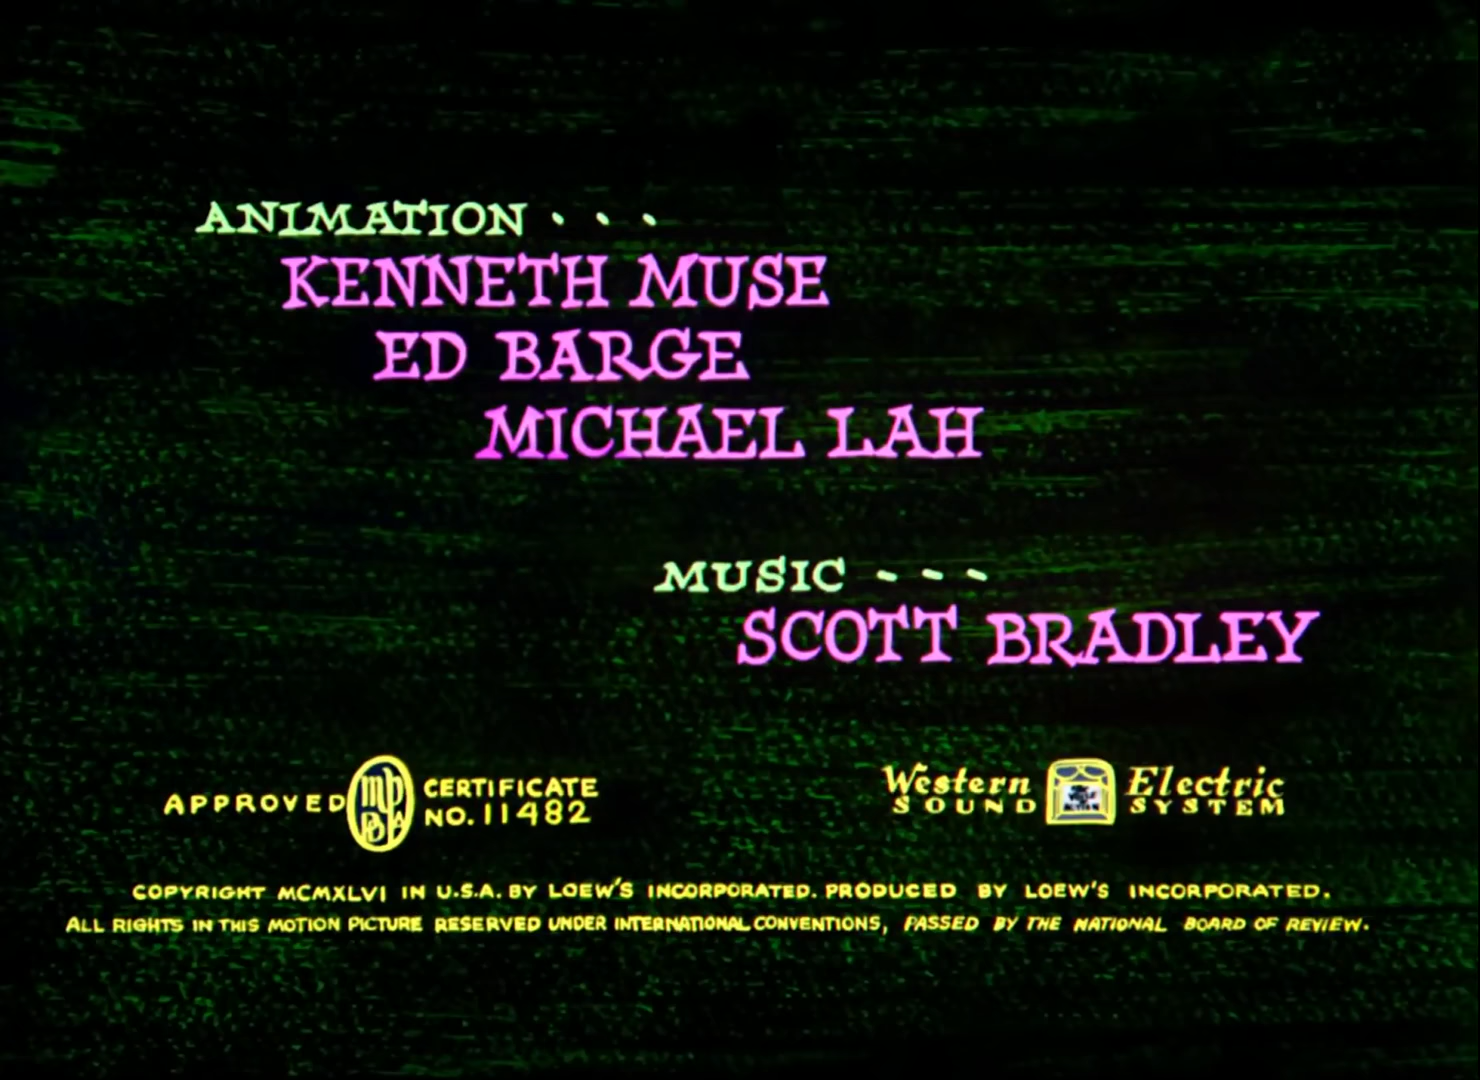 ANIMATION . . .
KENNETH MUSE
ED BARGE
MICHAEL LAH
MUSIC - - -
SCOTT BRADLEY
APPROVED MPPDA CERTIFICATE
NO. 11482
Western Electric
SOUND SYSTEM
COPYRIGHT MCMXLVI IN U.S.A. BY LOEW'S INCORPORATED. PRODUCED BY LOEW'S INCORPORATED.
ALL RIGHTS IN THIS MOTION PICTURE RESERVED UNDER INTERNATIONAL CONVENTIONS, PASSED BY THE NATIONAL BOARD OF REVIEW.